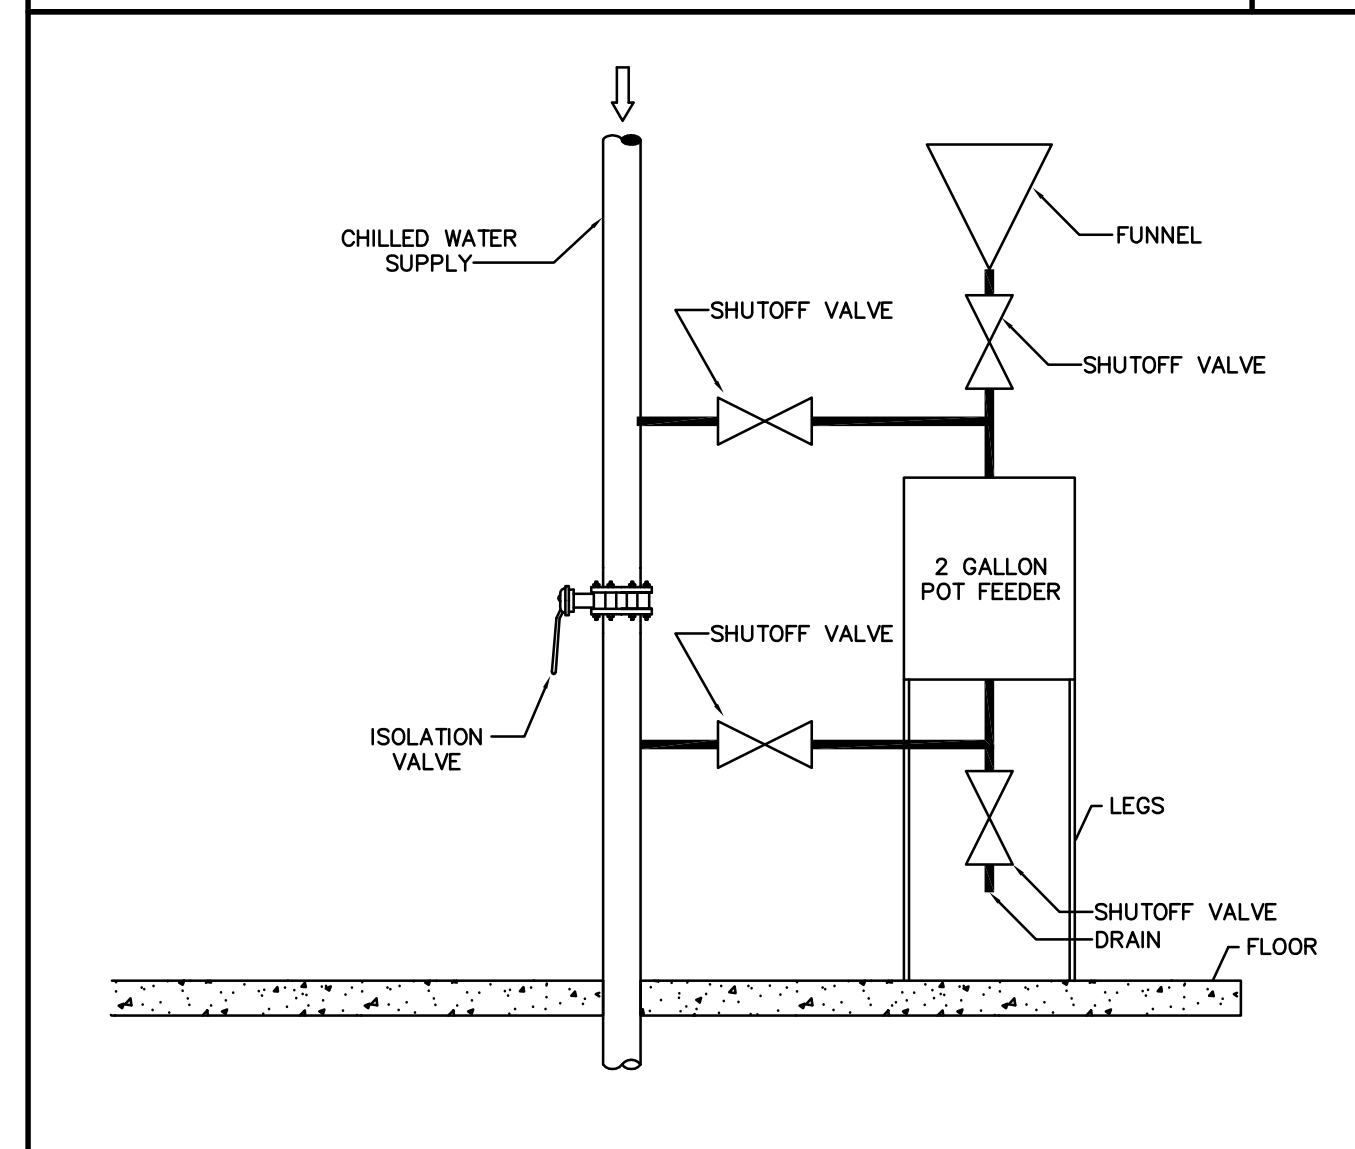 CHILLED WATER
SUPPLY
FUNNEL
SHUTOFF VALVE
SHUTOFF VALVE
2 GALLON
POT FEEDER
SHUTOFF VALVE
ISOLATION
VALVE
LEGS
SHUTOFF VALVE
DRAIN
FLOOR